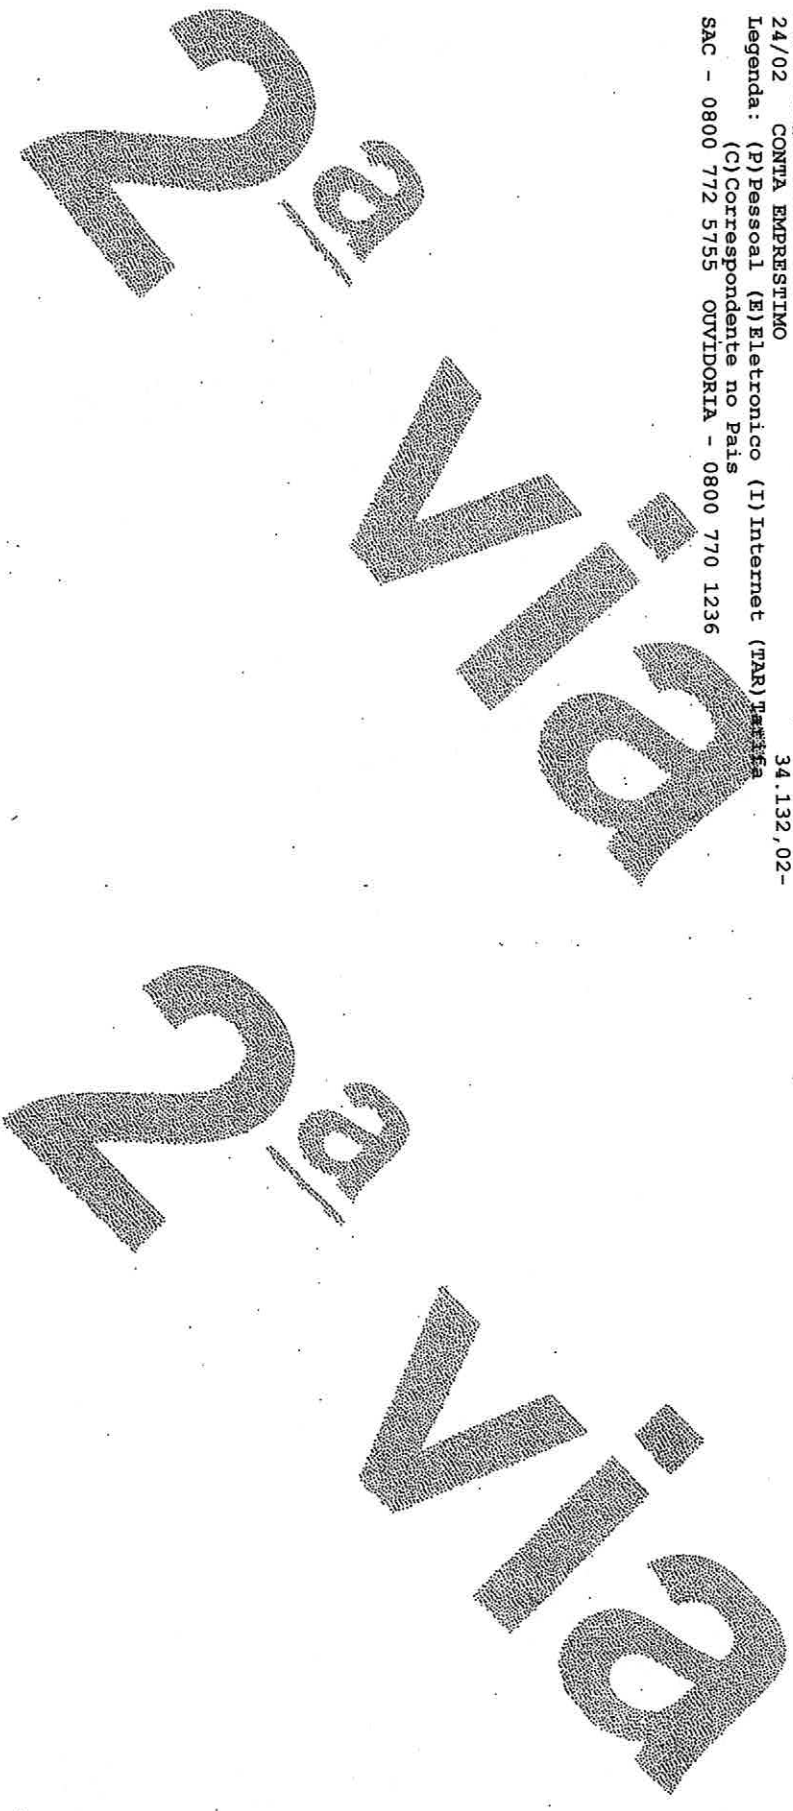 24/02   CONTA EMPRESTIMO                                34.132,02-
Legenda: (P)Pessoal (E)Eletronico (I)Internet (TAR)Tarifa
(C)Correspondente no Pais
SAC - 0800 772 5755  OUVIDORIA - 0800 770 1236
2ª via
2ª via